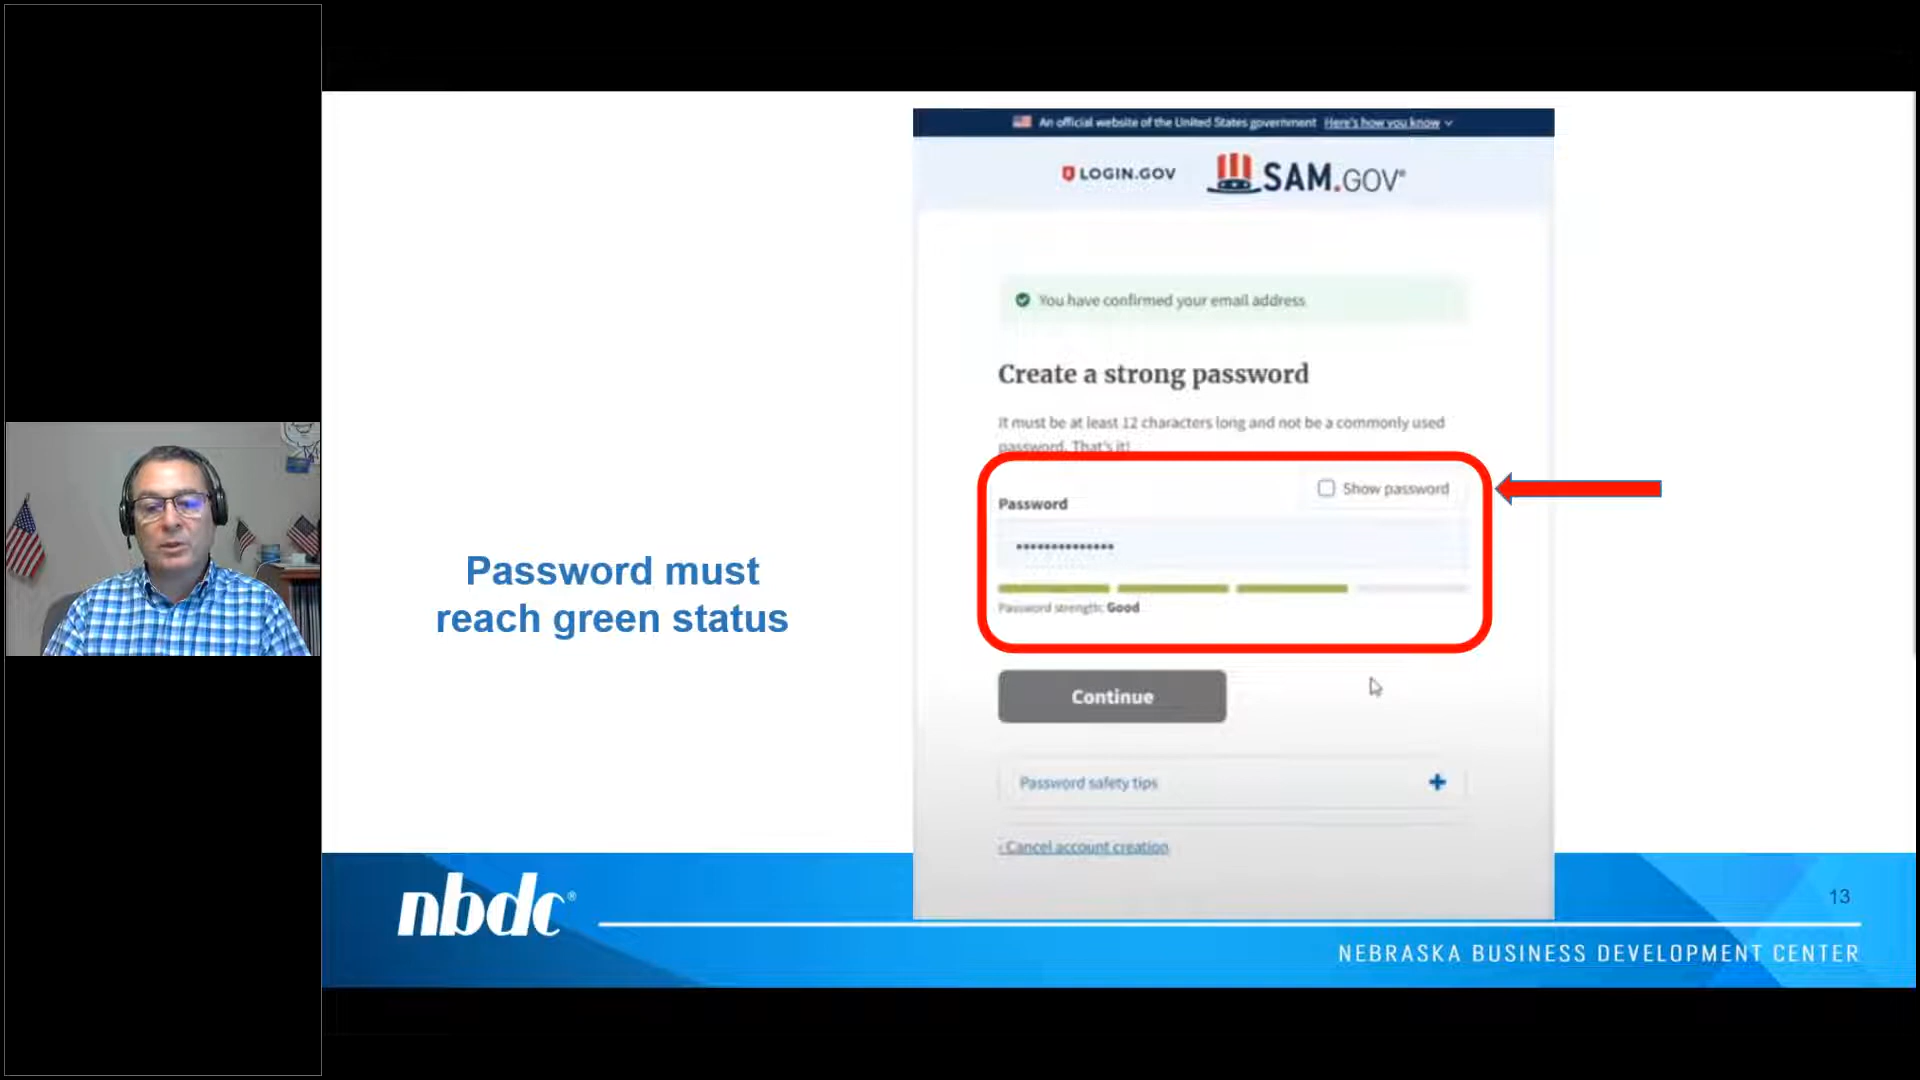 An official website of the United States government Here's how you know
LOGIN.GOV SAM.GOV®
You have confirmed your email address
Create a strong password
It must be at least 12 characters long and not be a commonly used
password. That's it!
Show password
Password
••••••••••••••
Password strength: Good
Password must
reach green status
Continue
Password safety tips
‹ Cancel account creation
nbdc®
13
NEBRASKA BUSINESS DEVELOPMENT CENTER